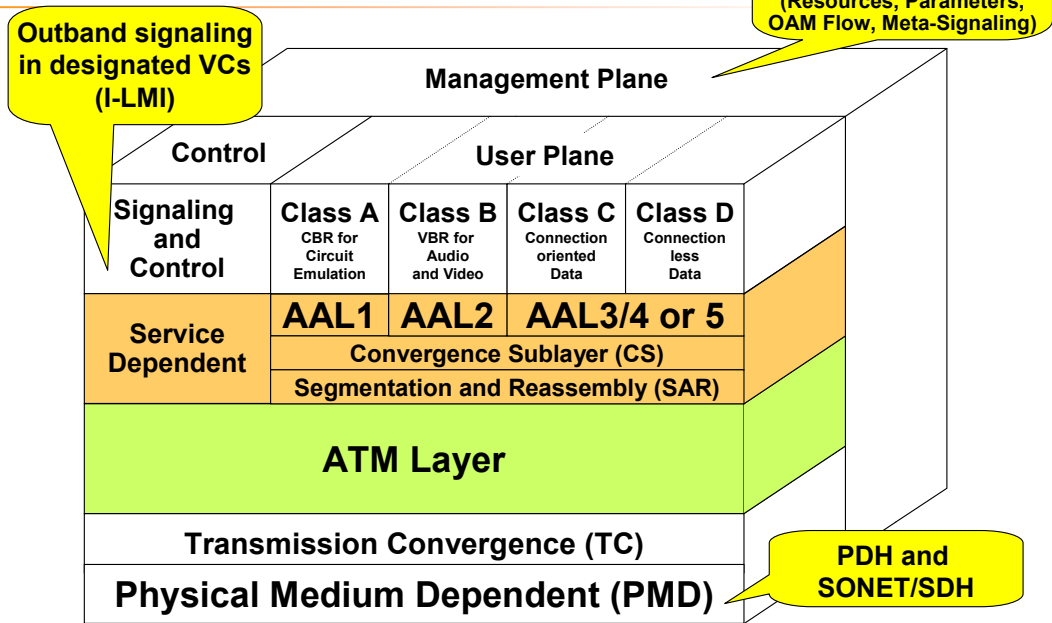 (Resources, Parameters,
OAM Flow, Meta-Signaling)
Outband signaling
in designated VCs
(I-LMI)
Management Plane
Control
User Plane
Signaling
and
Control
Class A
CBR for
Circuit
Emulation
Class B
VBR for
Audio
and Video
Class C
Connection
oriented
Data
Class D
Connection
less
Data
Service
Dependent
AAL1
AAL2
AAL3/4 or 5
Convergence Sublayer (CS)
Segmentation and Reassembly (SAR)
ATM Layer
Transmission Convergence (TC)
Physical Medium Dependent (PMD)
PDH and
SONET/SDH